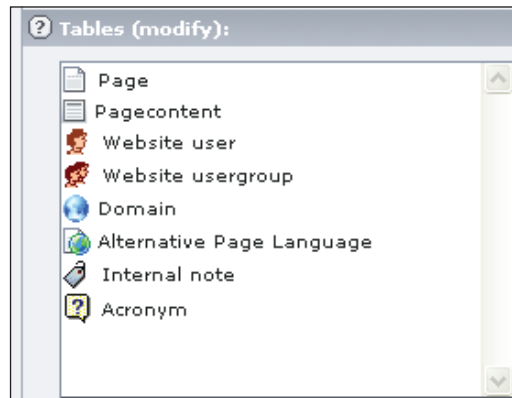 ? Tables (modify):
Page
Pagecontent
Website user
Website usergroup
Domain
Alternative Page Language
Internal note
? Acronym